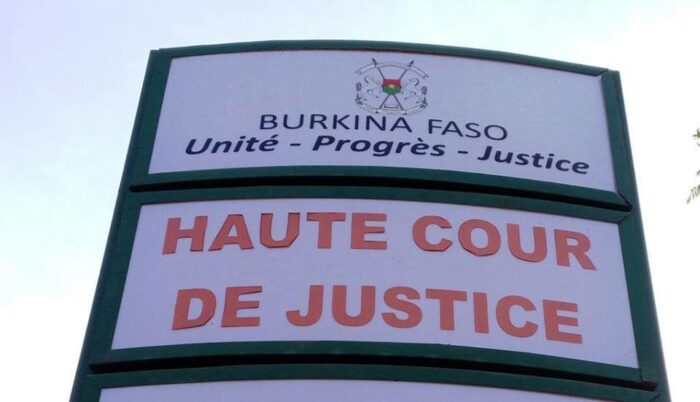 BURKINA FASO
Unité - Progrès - Justice
HAUTE COUR
DE JUSTICE